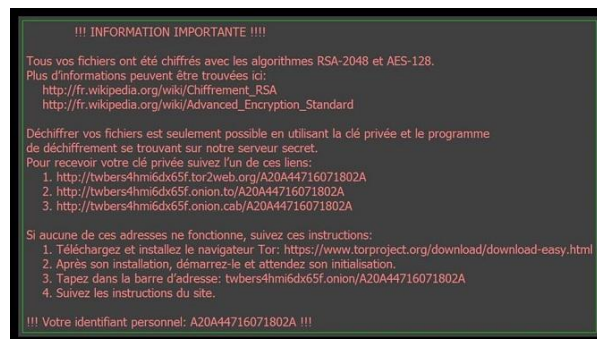 !!! INFORMATION IMPORTANTE !!!!
Tous vos fichiers ont été chiffrés avec les algorithmes RSA-2048 et AES-128.
Plus d'informations peuvent être trouvées ici:
http://fr.wikipedia.org/wiki/Chiffrement_RSA
http://fr.wikipedia.org/wiki/Advanced_Encryption_Standard
Déchiffrer vos fichiers est seulement possible en utilisant la clé privée et le programme
de déchiffrement se trouvant sur notre serveur secret.
Pour recevoir votre clé privée suivez l'un de ces liens:
1. http://twbers4hmi6dx65f.tor2web.org/A20A44716071802A
2. http://twbers4hmi6dx65f.onion.to/A20A44716071802A
3. http://twbers4hmi6dx65f.onion.cab/A20A44716071802A
Si aucune de ces adresses ne fonctionne, suivez ces instructions:
1. Téléchargez et installez le navigateur Tor: https://www.torproject.org/download/download-easy.html
2. Après son installation, démarrez-le et attendez son initialisation.
3. Tapez dans la barre d'adresse: twbers4hmi6dx65f.onion/A20A44716071802A
4. Suivez les instructions du site.
!!! Votre identifiant personnel: A20A44716071802A !!!